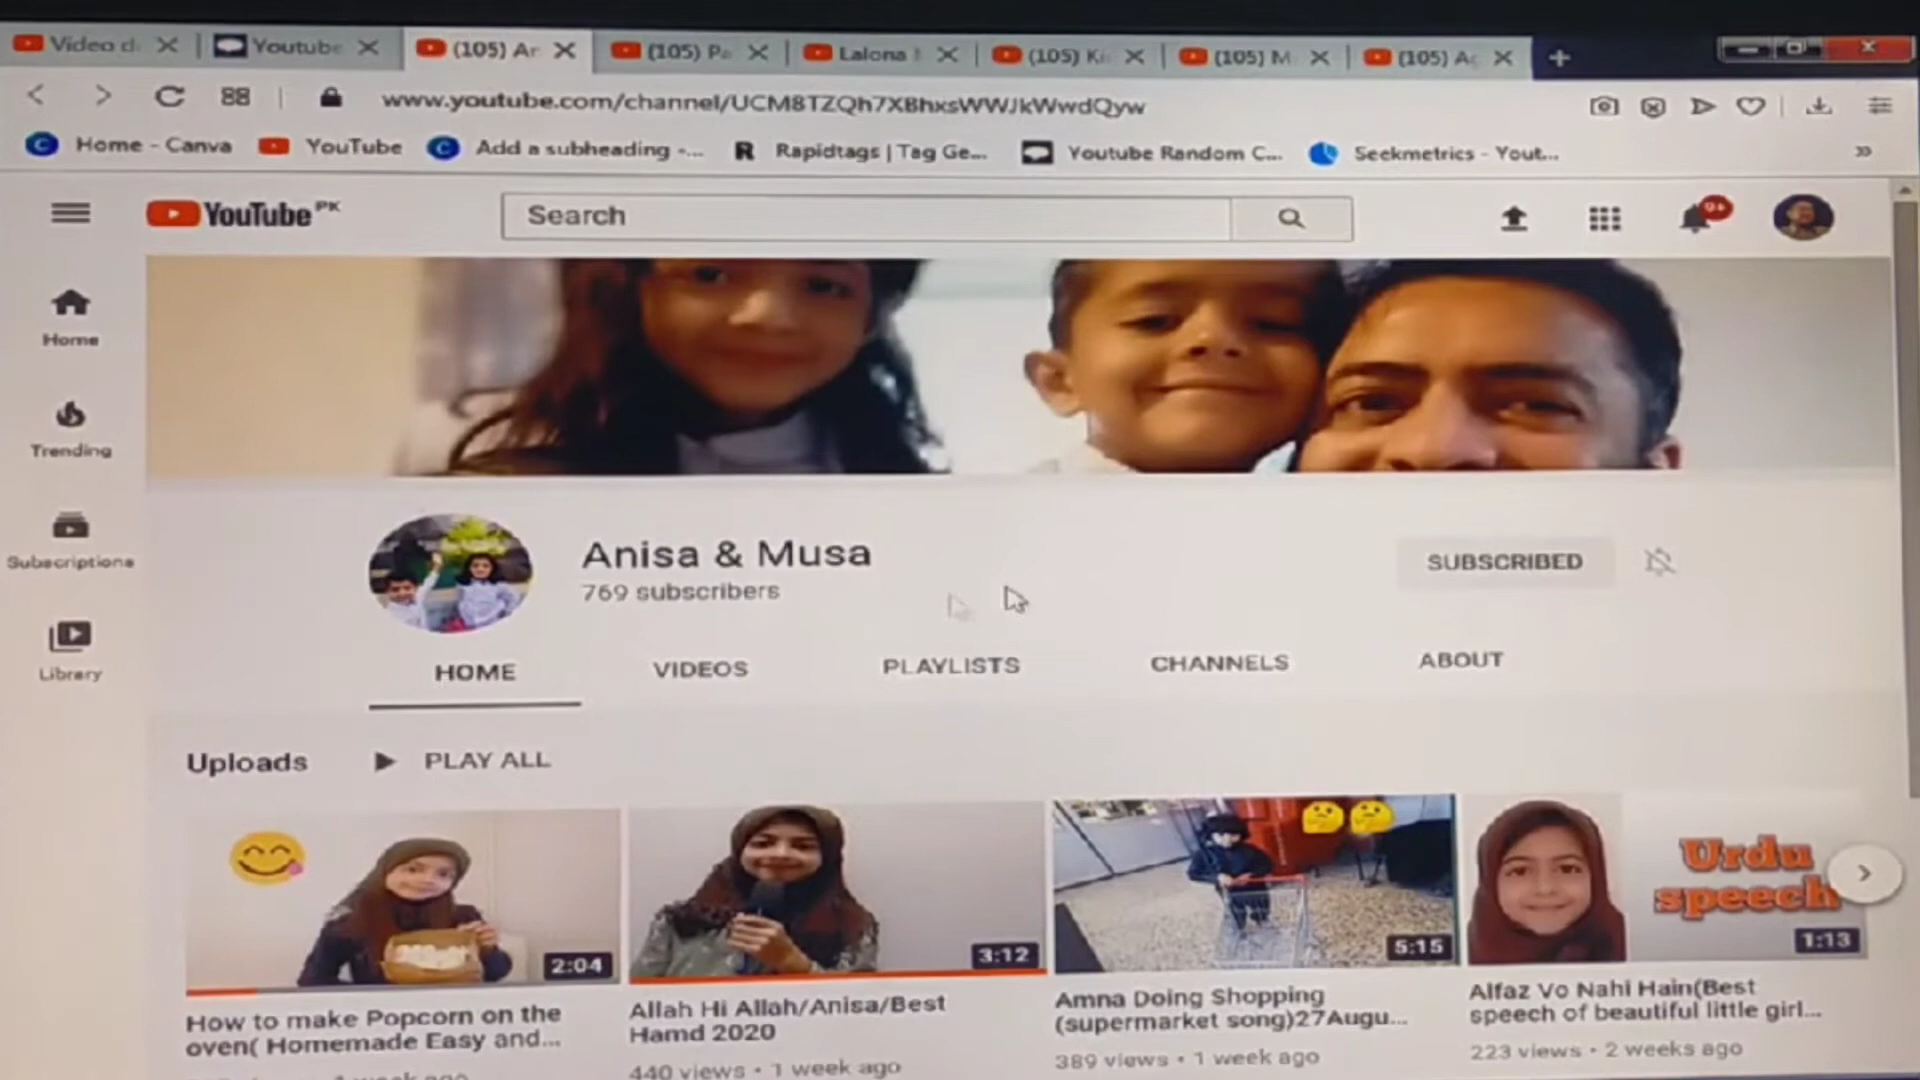 Video d
Youtube
(105) Ar
(105) Pa
Lalona
(105) Ki
(105) M
(105) Ac
www.youtube.com/channel/UCM8TZQh7XBhxsWWJkWwdQyw
Home - Canva
YouTube
Add a subheading -...
Rapidtags | Tag Ge...
Youtube Random C...
Seekmetrics - Yout...
YouTube PK
Search
9+
Home
Trending
Subscriptions
Library
Anisa & Musa
769 subscribers
SUBSCRIBED
HOME
VIDEOS
PLAYLISTS
CHANNELS
ABOUT
Uploads
PLAY ALL
2:04
3:12
5:15
Urdu
speech
1:13
How to make Popcorn on the
oven( Homemade Easy and...
Allah Hi Allah/Anisa/Best
Hamd 2020
440 views • 1 week ago
Amna Doing Shopping
(supermarket song)27Augu...
389 views • 1 week ago
Alfaz Vo Nahi Hain(Best
speech of beautiful little girl...
223 views • 2 weeks ago